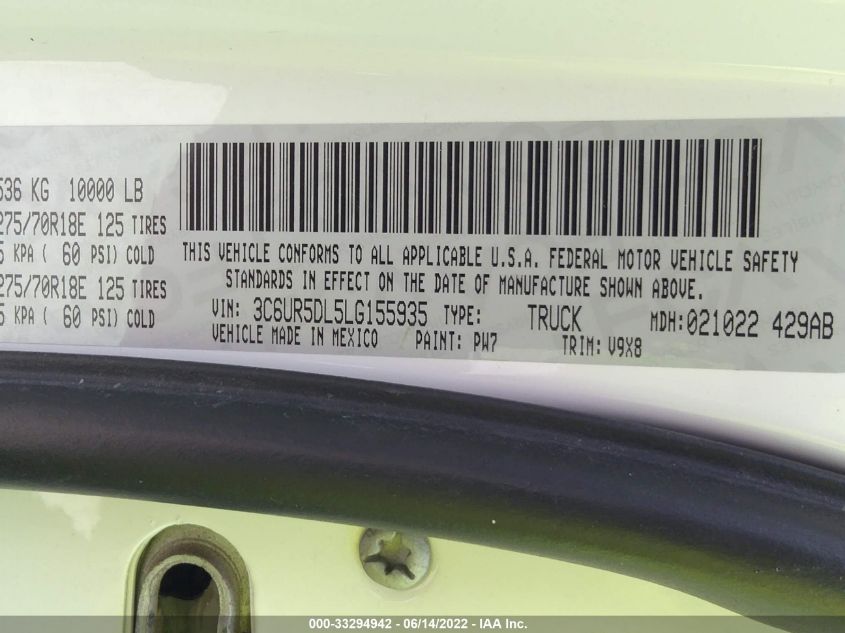 536 KG 10000 LB
275/70R18E 125 TIRES
5 KPA ( 60 PSI) COLD
275/70R18E 125 TIRES
5 KPA ( 60 PSI) COLD
THIS VEHICLE CONFORMS TO ALL APPLICABLE U.S.A. FEDERAL MOTOR VEHICLE SAFETY
STANDARDS IN EFFECT ON THE DATE OF MANUFACTURE SHOWN ABOVE.
VIN: 3C6UR5DL5LG155935 TYPE: TRUCK MDH:021022 429AB
VEHICLE MADE IN MEXICO PAINT: PW7 TRIM: V9X8
000-33294942 - 06/14/2022 - IAA Inc.